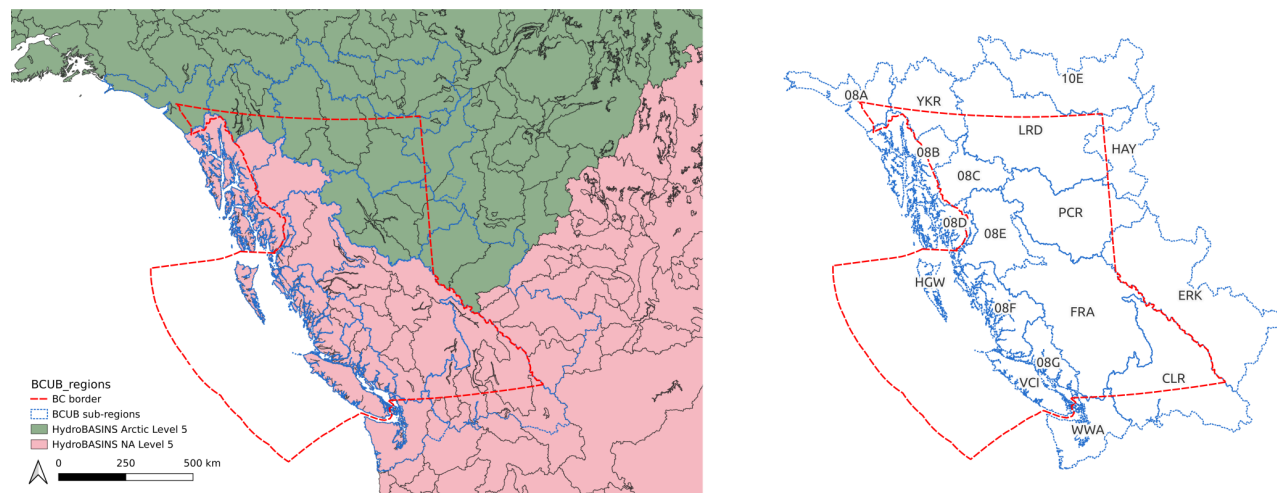 BCUB_regions
BC border
BCUB sub-regions
HydroBASINS Arctic Level 5
HydroBASINS NA Level 5
0 250 500 km
10E
08A
YKR
LRD
HAY
08B
08C
PCR
08D
08E
HGW
ERK
08F
FRA
08G
VCI
CLR
WWA